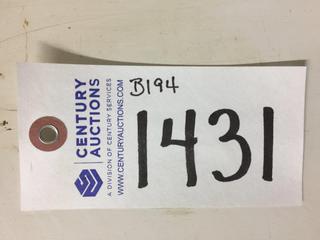 CENTURY
AUCTIONS
A DIVISION OF CENTURY SERVICES
WWW.CENTURYAUCTIONS.COM
B194
1431